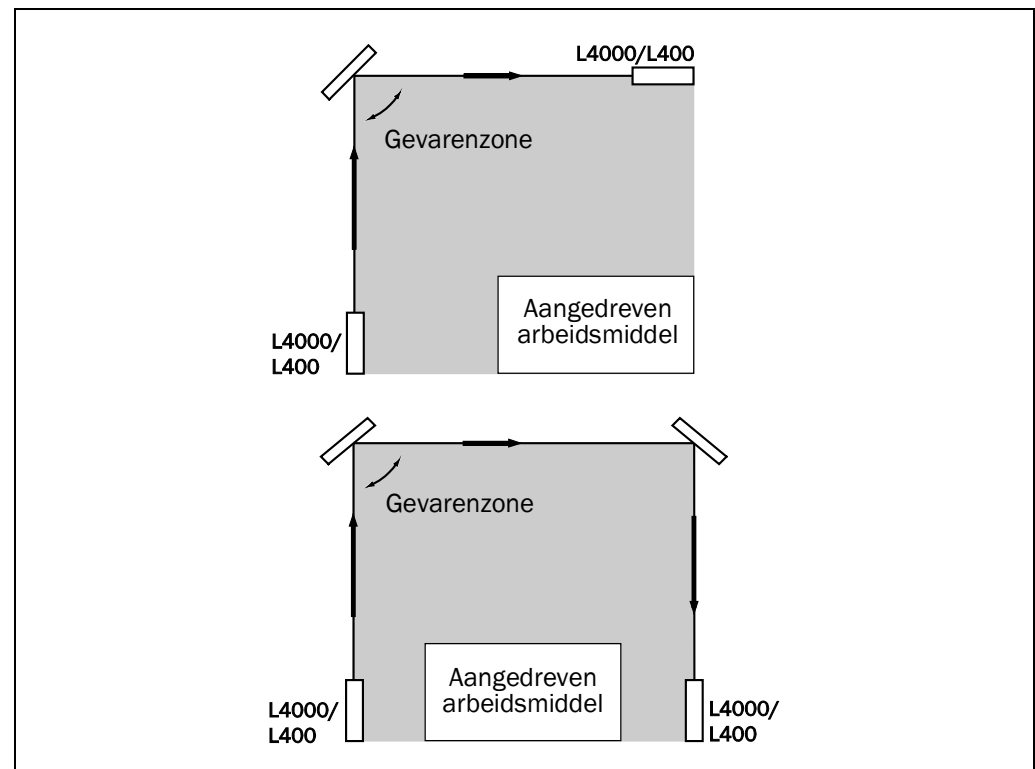 L4000/L400
Gevarenzone
Aangedreven
arbeidsmiddel
L4000/
L400
Gevarenzone
Aangedreven
arbeidsmiddel
L4000/
L400
L4000/
L400